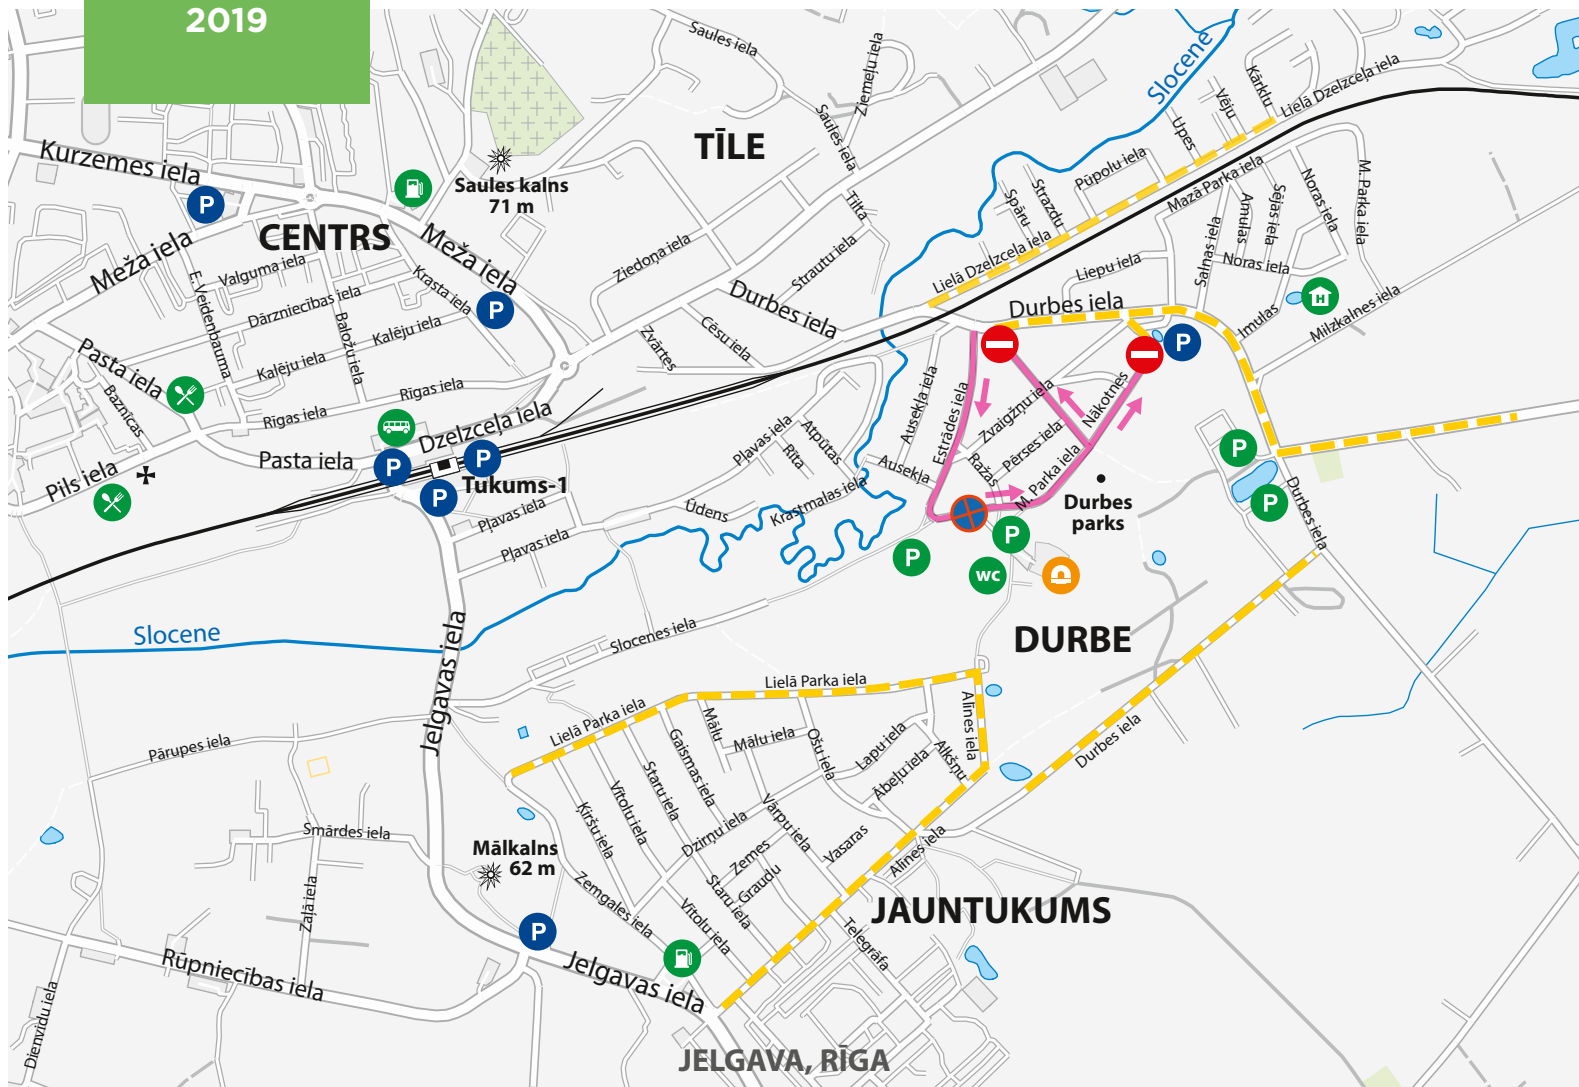 2019
Saules iela
Ziemeļu iela
Slocene
Kārklu
Vēju
Upes
Lielā Dzelzceļa iela
Saules iela
TĪLE
Kurzemes iela
P
Saules kalns
71 m
Pūpolu iela
Mazā Parka iela
M. Parka iela
Noras iela
Sējas iela
Amulas
Salnas iela
Strazdu
Spāru
Tilta
CENTRS
Meža iela
Meža iela
E. Veidenbauma
Valguma iela
Krasta iela
P
Ziedoņa iela
Strautu iela
Lielā Dzelzceļa iela
Liepu iela
Noras iela
H
Imulas
Milzkalnes iela
Dārzniecības iela
Baložu iela
Kalēju iela
Kalēju iela
Durbes iela
Durbes iela
Cēsu iela
Zvārtes
P
Pasta iela
Baznīcas
Rīgas iela
Rīgas iela
Dzelzceļa iela
Pasta iela
P
P
P
Tukums-1
Pils iela
Ausekļa iela
Estrādes iela
Zvaigžņu iela
Nākotnes
Pērses iela
Ražas
M. Parka iela
Ausekļa
Pļavas iela
Rīta
Atpūtas
Krastmalas iela
Ūdens
Pļavas iela
Pļavas iela
Durbes
parks
P
P
Durbes iela
P
P
WC
DURBE
Slocene
Jelgavas iela
Slocenes iela
Lielā Parka iela
Lielā Parka iela
Alīnes iela
Pārupes iela
Mālu
Mālu iela
Ošu iela
Lapu iela
Ābeļu iela
Alkšņu
Durbes iela
Gaismas iela
Staru iela
Vītolu iela
Ķiršu iela
Smārdes iela
Dzirņu iela
Vārpu iela
Vasaras
Alīnes iela
Mālkalns
62 m
Zemes
Graudu
Staru iela
Vītolu iela
Zemgales iela
Zaļā iela
JAUNTUKUMS
Telegrāfa
P
Rūpniecības iela
Jelgavas iela
Dienvidu iela
JELGAVA, RĪGA